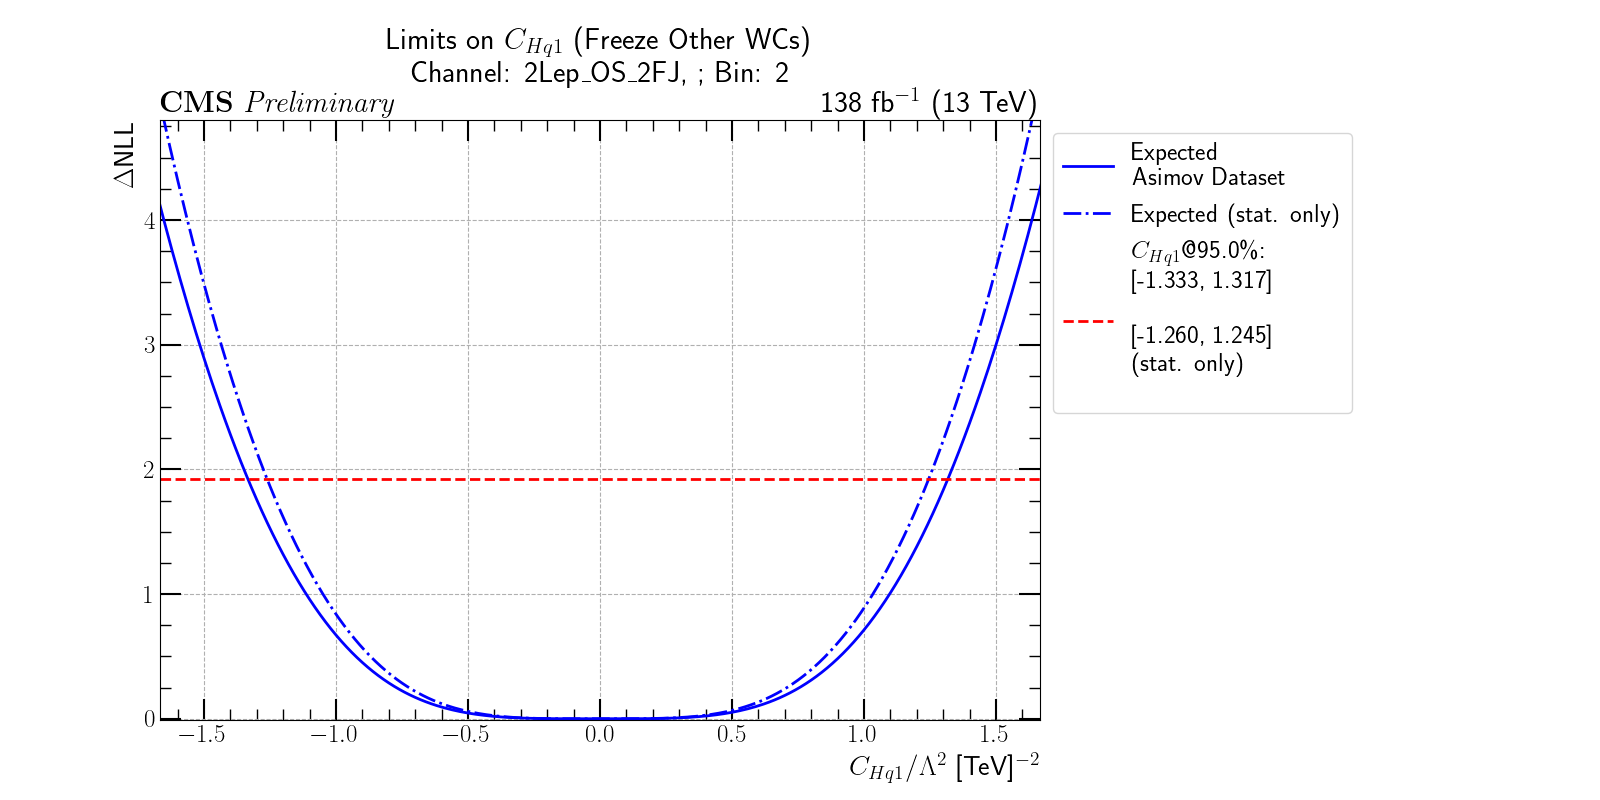 Limits on C_{Hq1} (Freeze Other WCs)
Channel: 2Lep_OS_2FJ, ; Bin: 2
CMS Preliminary
138 fb^{−1} (13 TeV)
ΔNLL
4
3
2
1
0
−1.5
−1.0
−0.5
0.0
0.5
1.0
1.5
C_{Hq1}/Λ^2 [TeV]^{−2}
Expected
Asimov Dataset
Expected (stat. only)
C_{Hq1}@95.0%:
[-1.333, 1.317]
[-1.260, 1.245]
(stat. only)